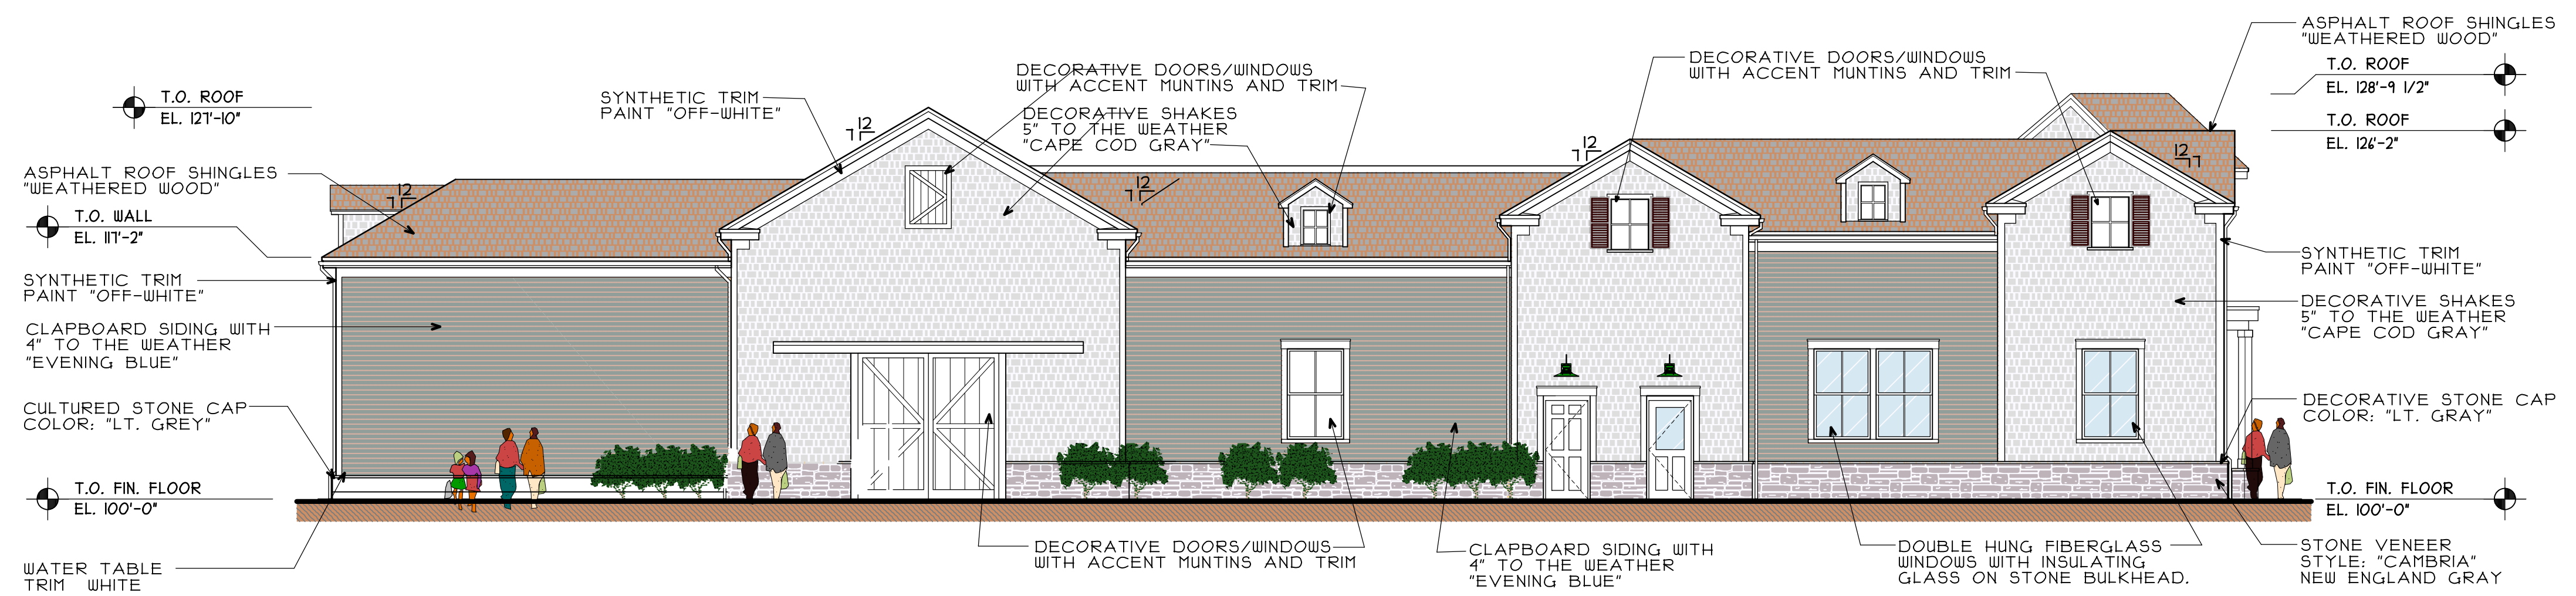 T.O. ROOF
EL. 127'-10"
ASPHALT ROOF SHINGLES
"WEATHERED WOOD"
T.O. WALL
EL. 117'-2"
SYNTHETIC TRIM
PAINT "OFF-WHITE"
CLAPBOARD SIDING WITH
4" TO THE WEATHER
"EVENING BLUE"
CULTURED STONE CAP
COLOR: "LT. GREY"
T.O. FIN. FLOOR
EL. 100'-0"
WATER TABLE
TRIM WHITE
SYNTHETIC TRIM
PAINT "OFF-WHITE"
DECORATIVE DOORS/WINDOWS
WITH ACCENT MUNTINS AND TRIM
DECORATIVE SHAKES
5" TO THE WEATHER
"CAPE COD GRAY"
12
7
12
7
12
7
12
7
12
7
DECORATIVE DOORS/WINDOWS
WITH ACCENT MUNTINS AND TRIM
DECORATIVE DOORS/WINDOWS
WITH ACCENT MUNTINS AND TRIM
CLAPBOARD SIDING WITH
4" TO THE WEATHER
"EVENING BLUE"
DOUBLE HUNG FIBERGLASS
WINDOWS WITH INSULATING
GLASS ON STONE BULKHEAD.
ASPHALT ROOF SHINGLES
"WEATHERED WOOD"
T.O. ROOF
EL. 128'-9 1/2"
T.O. ROOF
EL. 126'-2"
SYNTHETIC TRIM
PAINT "OFF-WHITE"
DECORATIVE SHAKES
5" TO THE WEATHER
"CAPE COD GRAY"
DECORATIVE STONE CAP
COLOR: "LT. GRAY"
T.O. FIN. FLOOR
EL. 100'-0"
STONE VENEER
STYLE: "CAMBRIA"
NEW ENGLAND GRAY